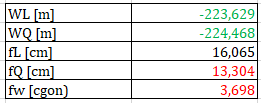 WL [m] -223,629
WQ [m] -224,468
fL [cm] 16,065
fQ [cm] 13,304
fw [cgon) 3,698